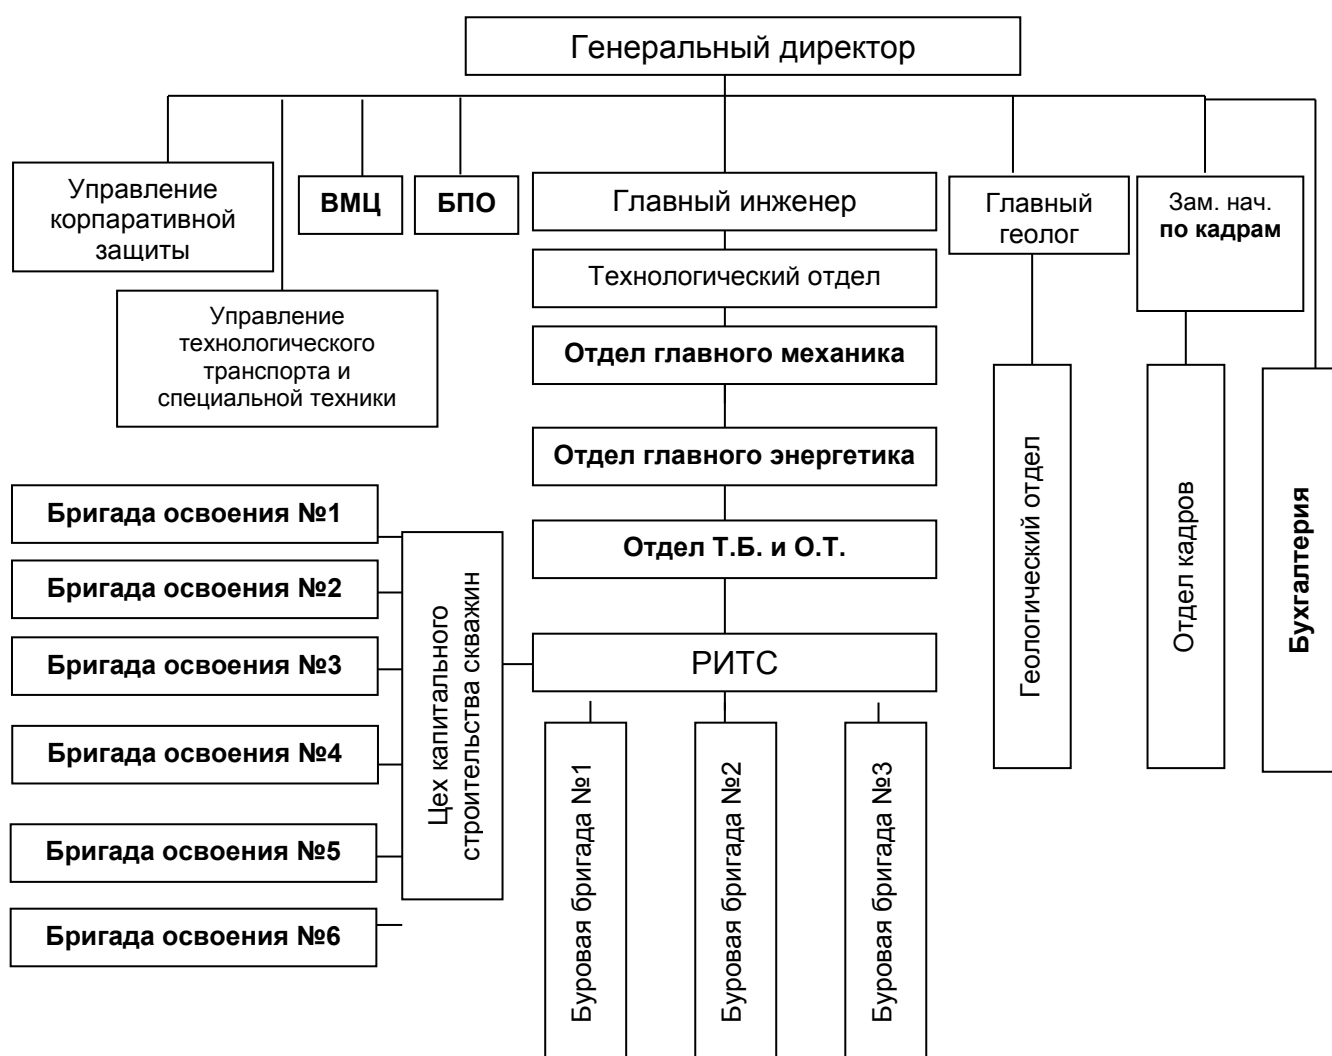 Генеральный директор
Управление
корпаративной
защиты
ВМЦ
БПО
Главный инженер
Главный
геолог
Зам. нач.
по кадрам
Технологический отдел
Управление
технологического
транспорта и
специальной техники
Отдел главного механика
Отдел главного энергетика
Бригада освоения №1
Бригада освоения №2
Бригада освоения №3
Бригада освоения №4
Бригада освоения №5
Бригада освоения №6
Цех капитального
строительства скважин
Отдел Т.Б. и О.Т.
РИТС
Буровая бригада №1
Буровая бригада №2
Буровая бригада №3
Геологический отдел
Отдел кадров
Бухгалтерия